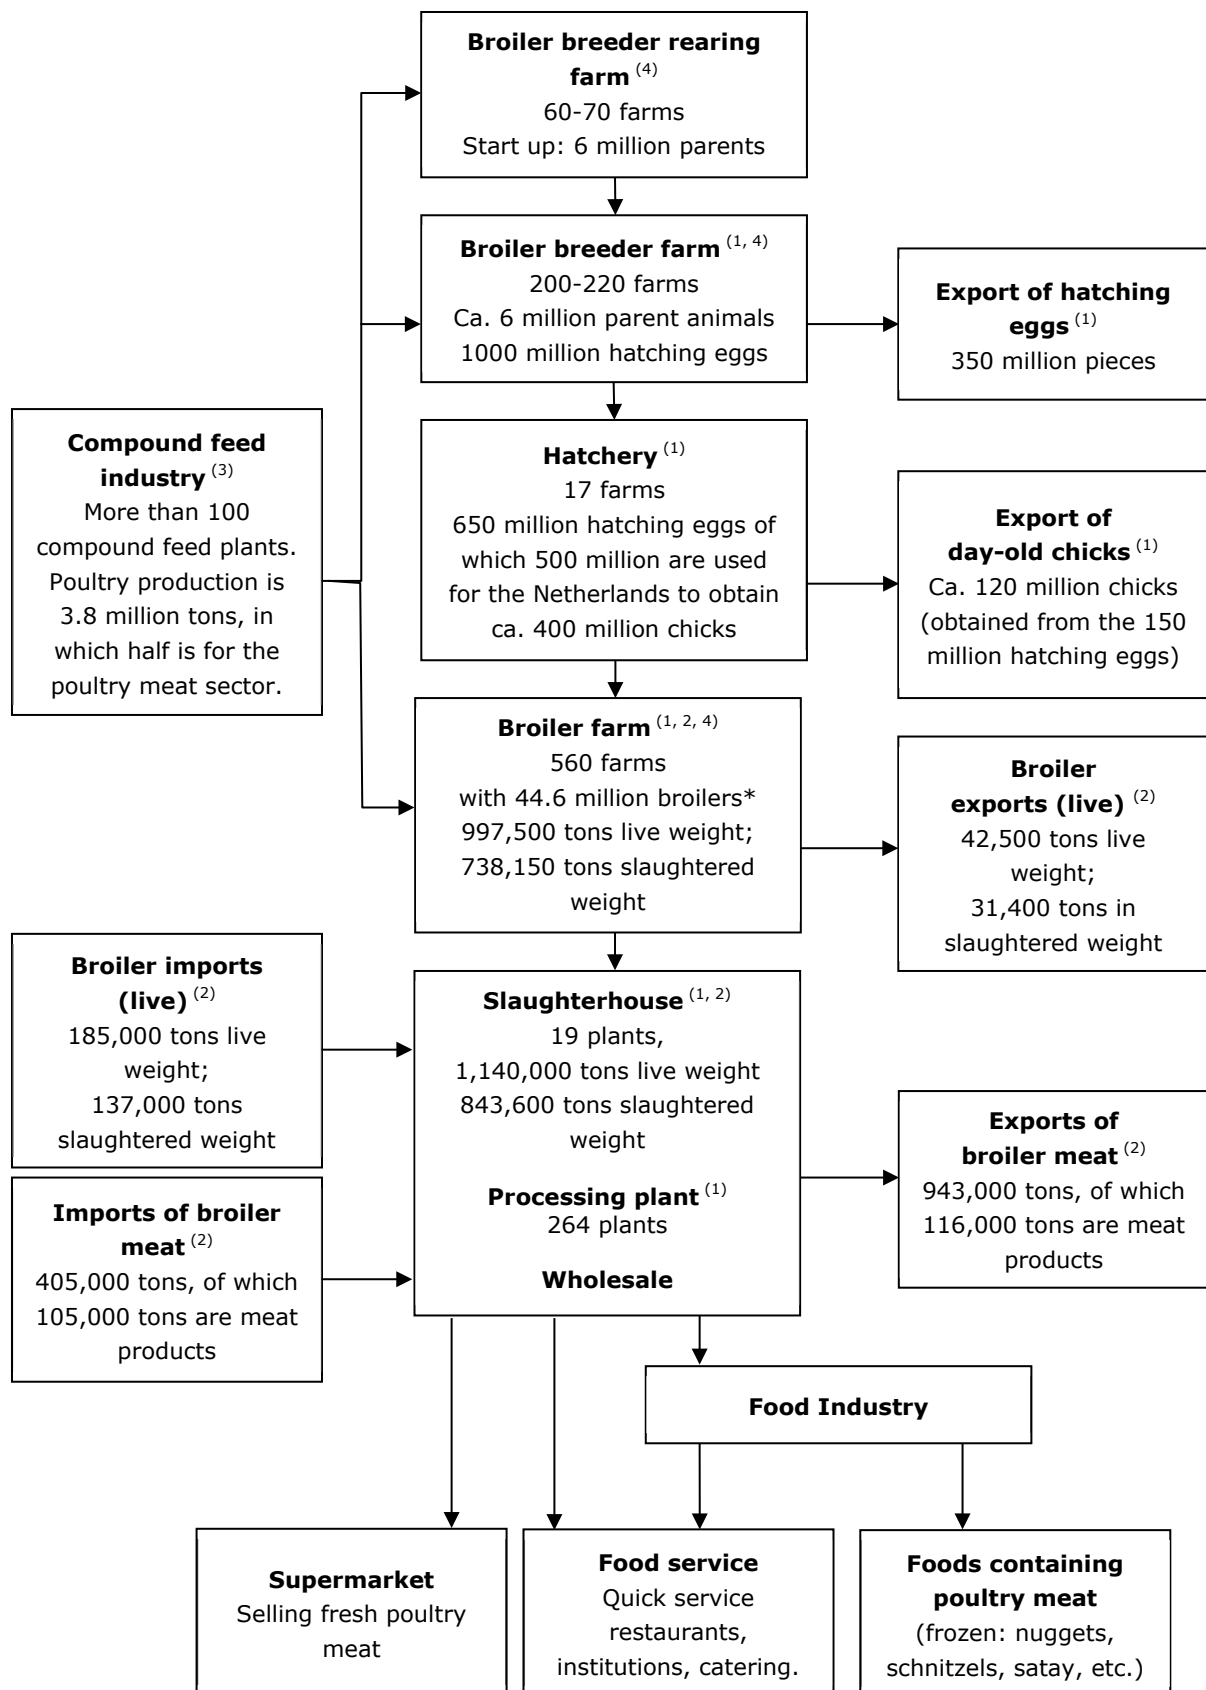 Broiler breeder rearing
farm (4)
60-70 farms
Start up: 6 million parents
Broiler breeder farm (1, 4)
200-220 farms
Ca. 6 million parent animals
1000 million hatching eggs
Export of hatching
eggs (1)
350 million pieces
Compound feed
industry (3)
More than 100
compound feed plants.
Poultry production is
3.8 million tons, in
which half is for the
poultry meat sector.
Hatchery (1)
17 farms
650 million hatching eggs of
which 500 million are used
for the Netherlands to obtain
ca. 400 million chicks
Export of
day-old chicks (1)
Ca. 120 million chicks
(obtained from the 150
million hatching eggs)
Broiler farm (1, 2, 4)
560 farms
with 44.6 million broilers*
997,500 tons live weight;
738,150 tons slaughtered
weight
Broiler
exports (live) (2)
42,500 tons live
weight;
31,400 tons in
slaughtered weight
Broiler imports
(live) (2)
185,000 tons live
weight;
137,000 tons
slaughtered weight
Slaughterhouse (1, 2)
19 plants,
1,140,000 tons live weight
843,600 tons slaughtered
weight
Processing plant (1)
264 plants
Wholesale
Exports of
broiler meat (2)
943,000 tons, of which
116,000 tons are meat
products
Imports of broiler
meat (2)
405,000 tons, of which
105,000 tons are meat
products
Food Industry
Supermarket
Selling fresh poultry
meat
Food service
Quick service
restaurants,
institutions, catering.
Foods containing
poultry meat
(frozen: nuggets,
schnitzels, satay, etc.)